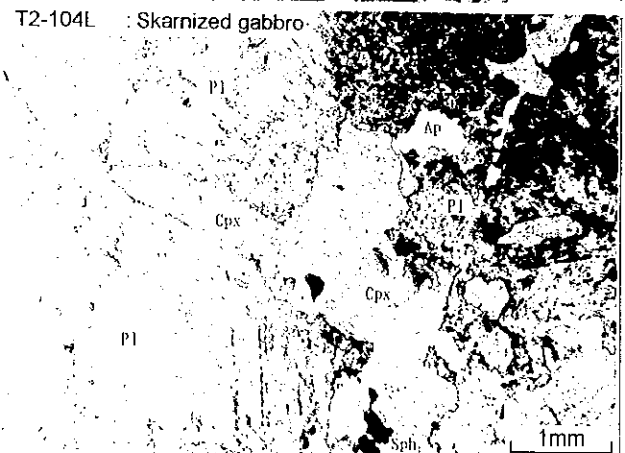 T2-104L : Skarnized gabbro
Pl
Ap
Pl
Cpx
Cpx
Pl
Sph
1mm